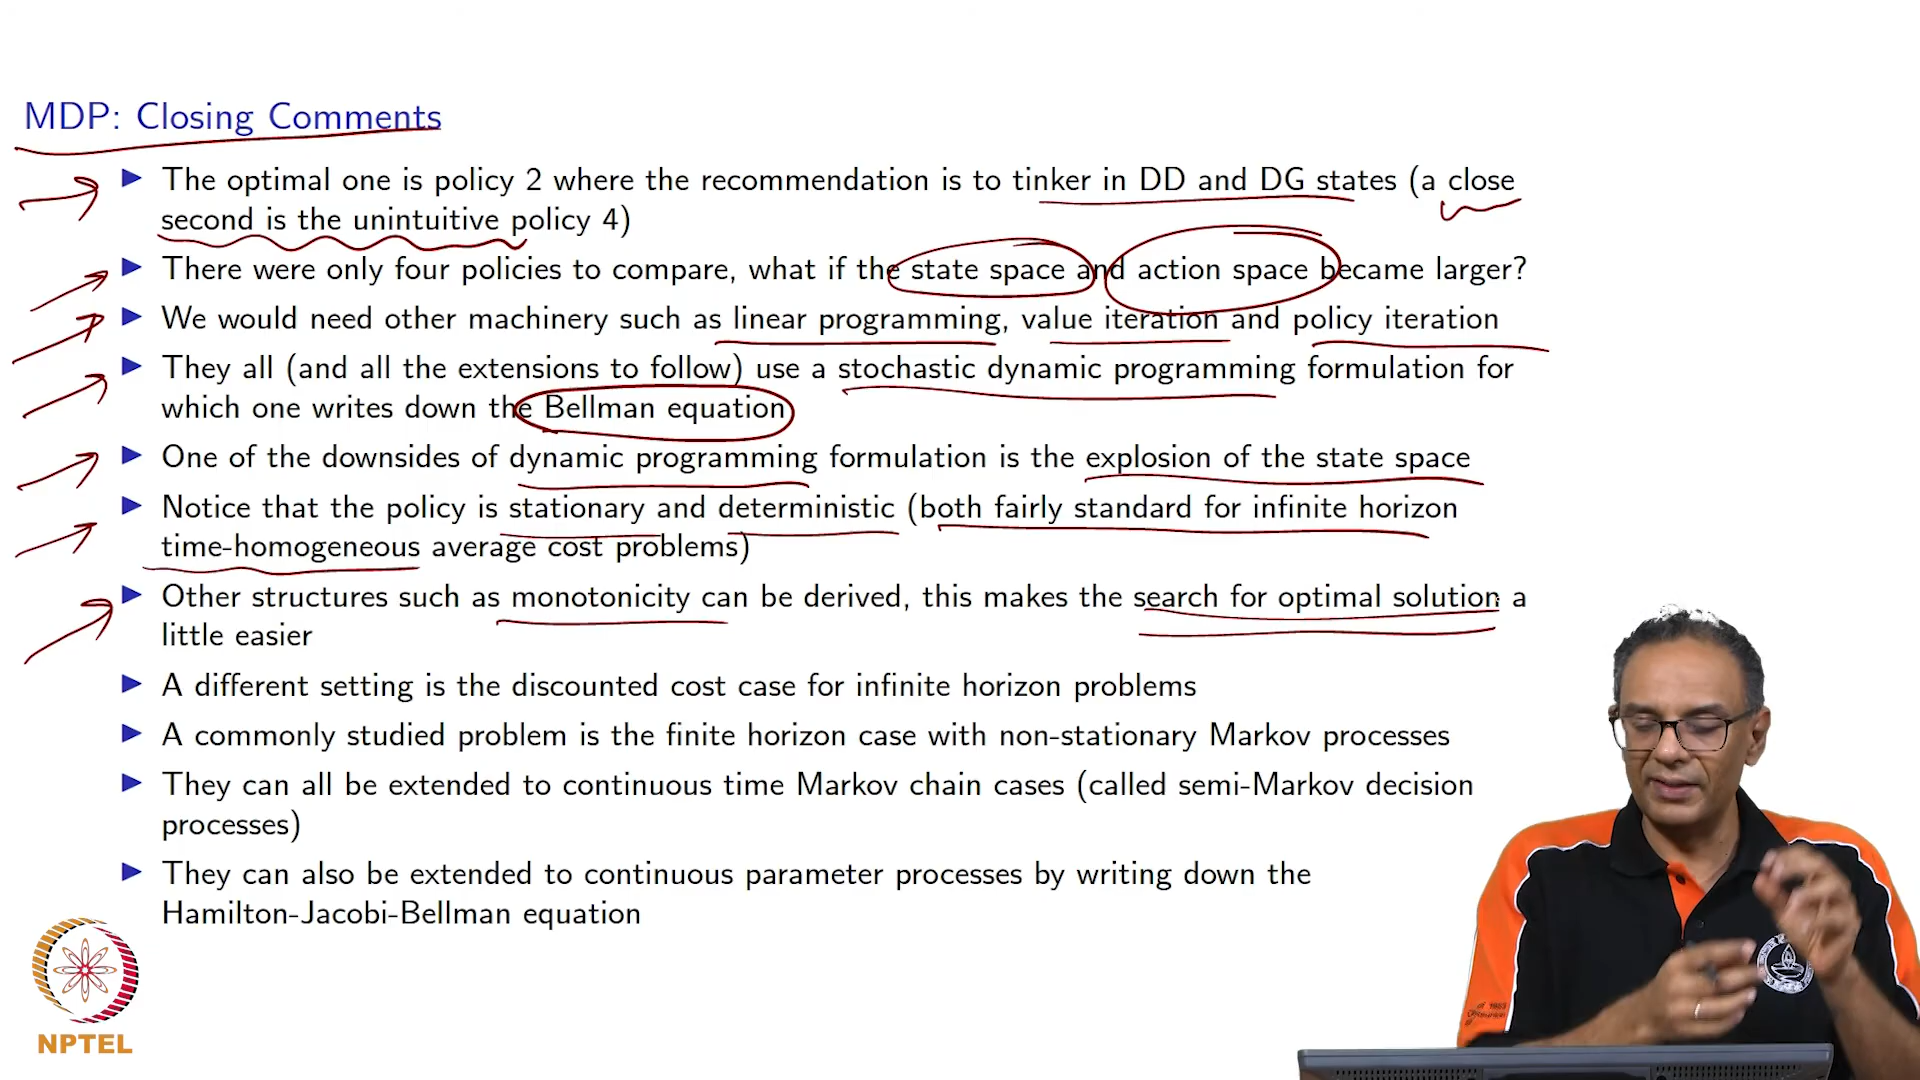 MDP: Closing Comments
The optimal one is policy 2 where the recommendation is to tinker in DD and DG states (a close
second is the unintuitive policy 4)
There were only four policies to compare, what if the state space and action space became larger?
We would need other machinery such as linear programming, value iteration and policy iteration
They all (and all the extensions to follow) use a stochastic dynamic programming formulation for
which one writes down the Bellman equation
One of the downsides of dynamic programming formulation is the explosion of the state space
Notice that the policy is stationary and deterministic (both fairly standard for infinite horizon
time-homogeneous average cost problems)
Other structures such as monotonicity can be derived, this makes the search for optimal solution a
little easier
A different setting is the discounted cost case for infinite horizon problems
A commonly studied problem is the finite horizon case with non-stationary Markov processes
They can all be extended to continuous time Markov chain cases (called semi-Markov decision
processes)
They can also be extended to continuous parameter processes by writing down the
Hamilton-Jacobi-Bellman equation
NPTEL